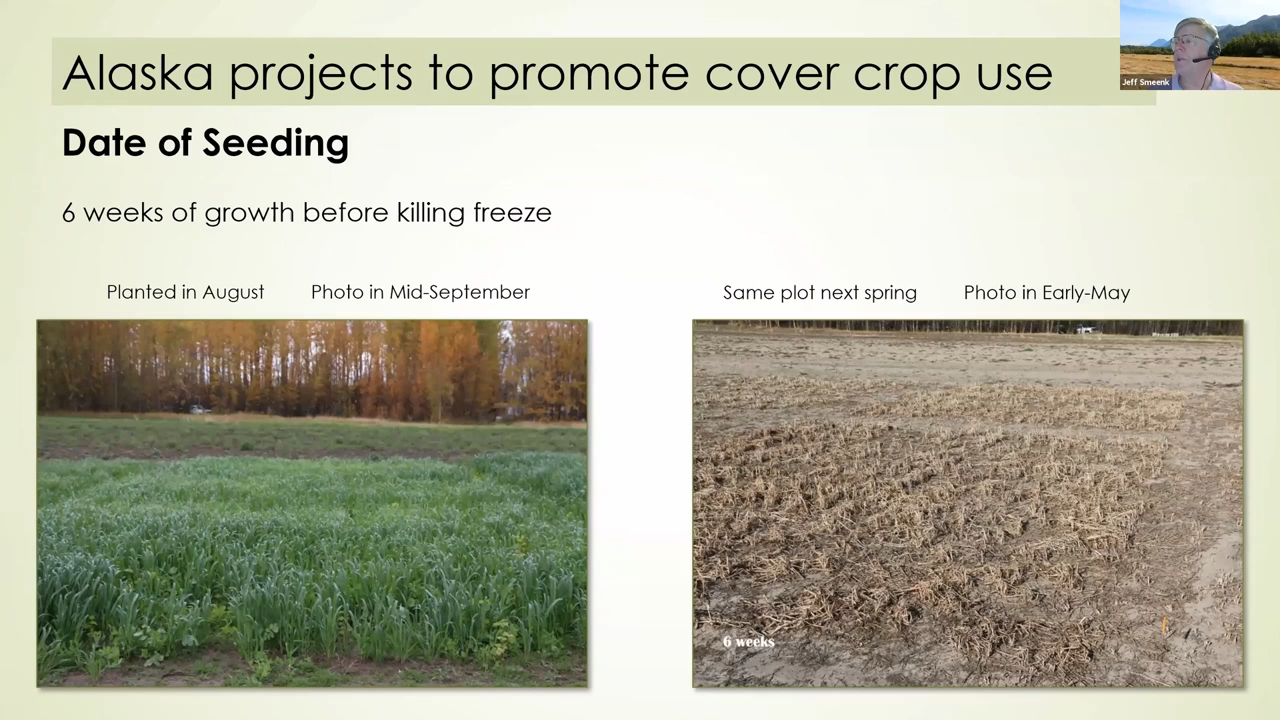 Alaska projects to promote cover crop use
Jeff Smeenk
Date of Seeding
6 weeks of growth before killing freeze
Planted in August Photo in Mid-September
Same plot next spring Photo in Early-May
6 weeks